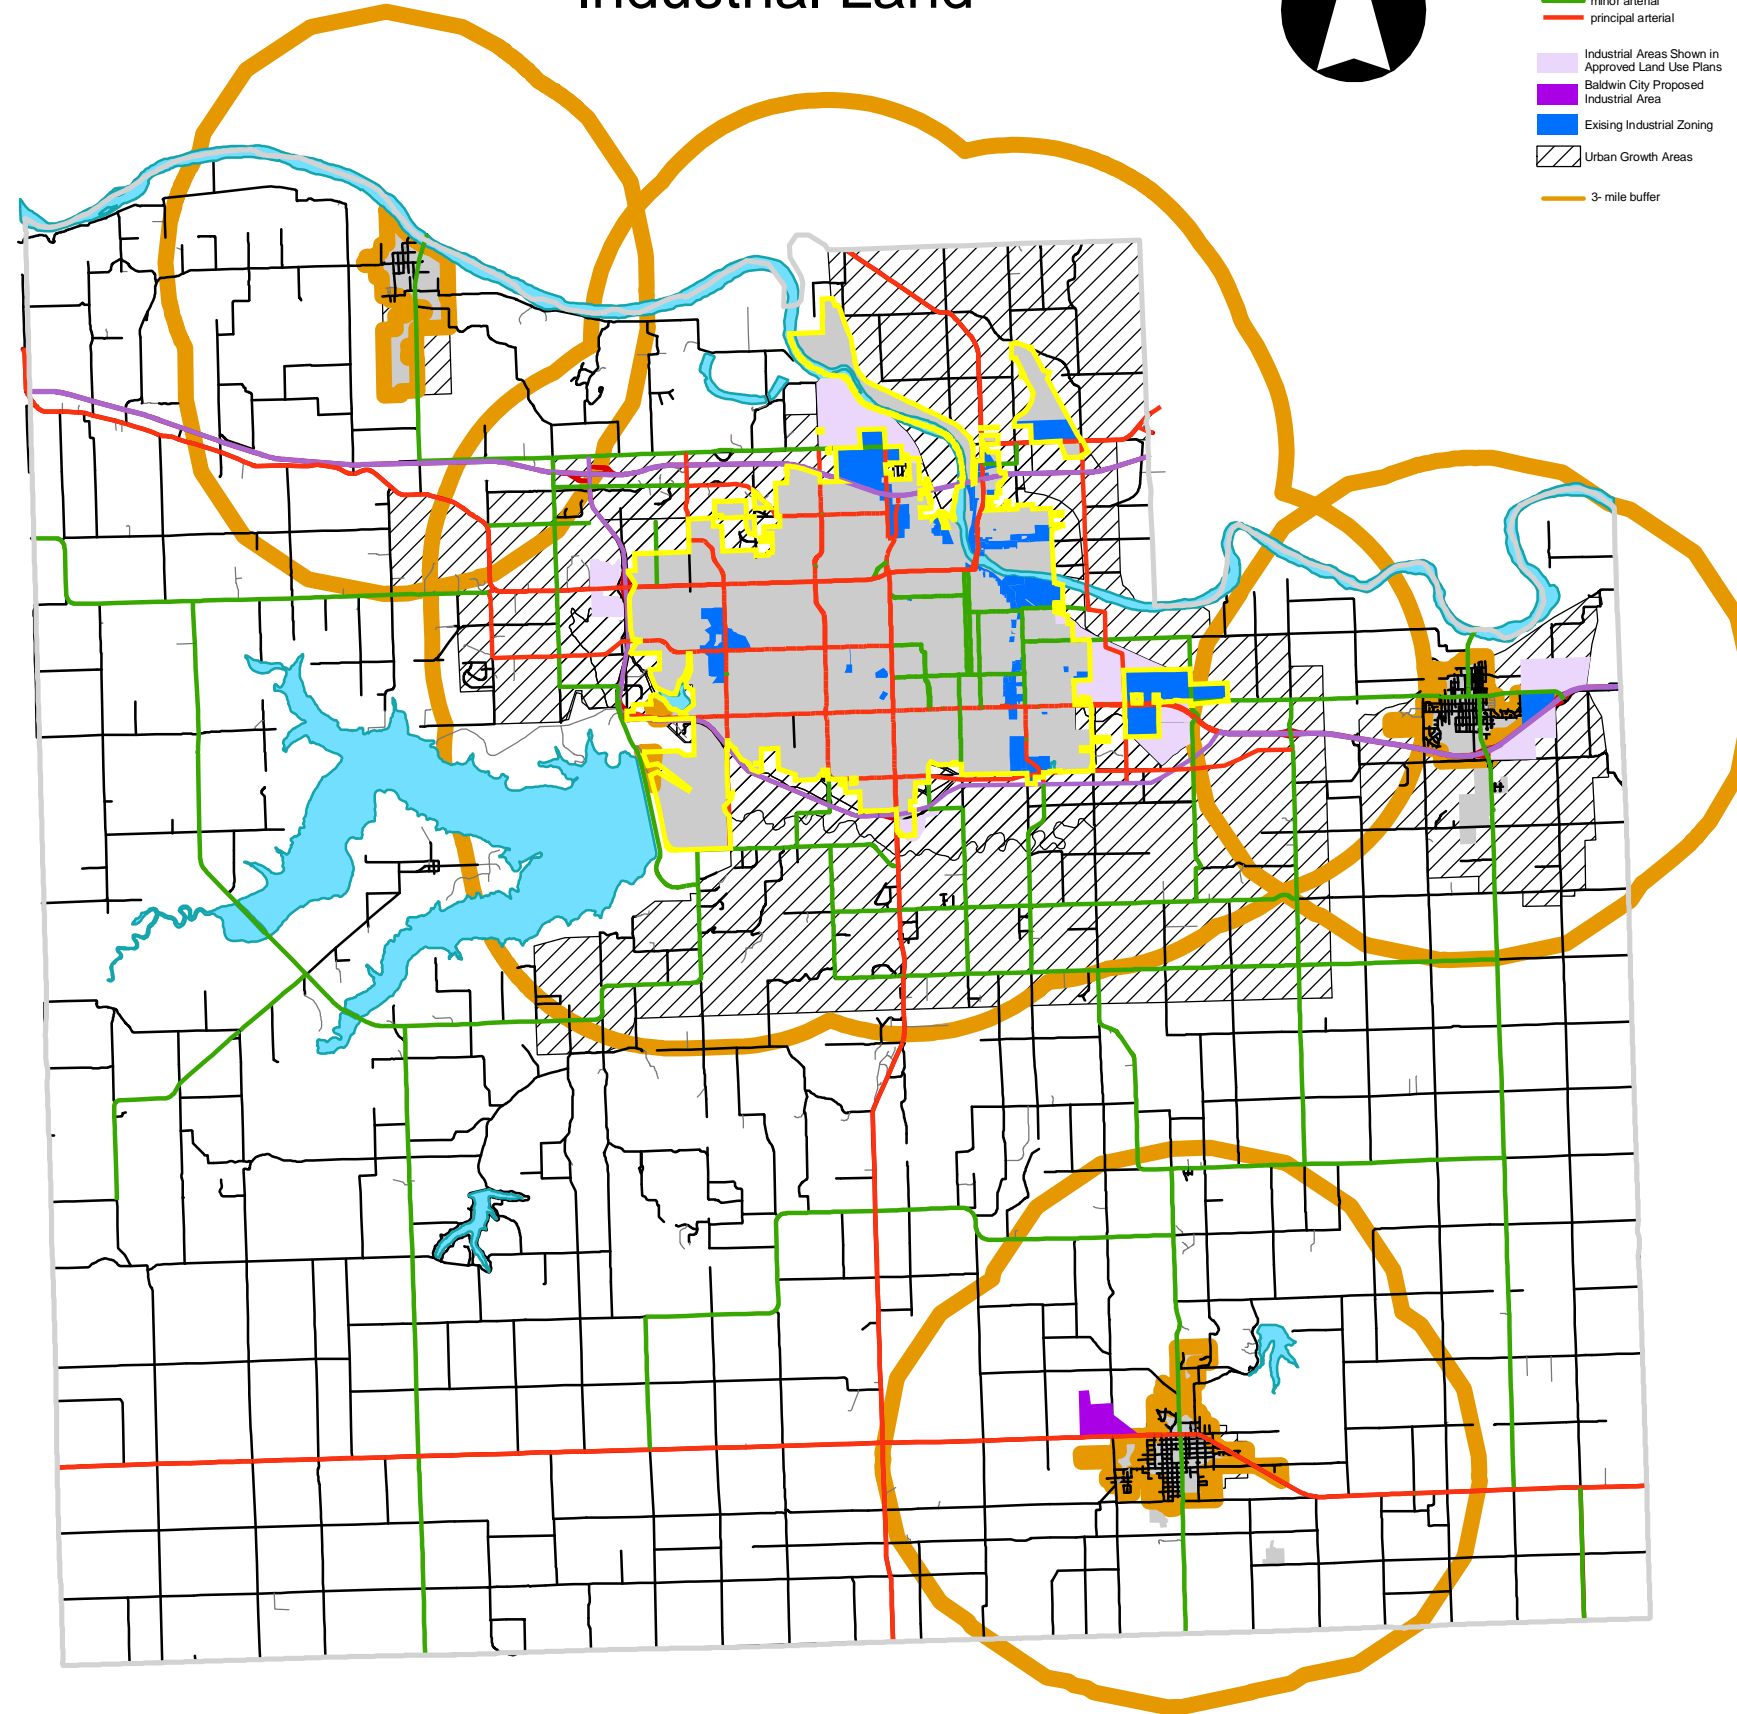 Industrial Land
minor arterial
principal arterial
Industrial Areas Shown in
Approved Land Use Plans
Baldwin City Proposed
Industrial Area
Exising Industrial Zoning
Urban Growth Areas
3- mile buffer